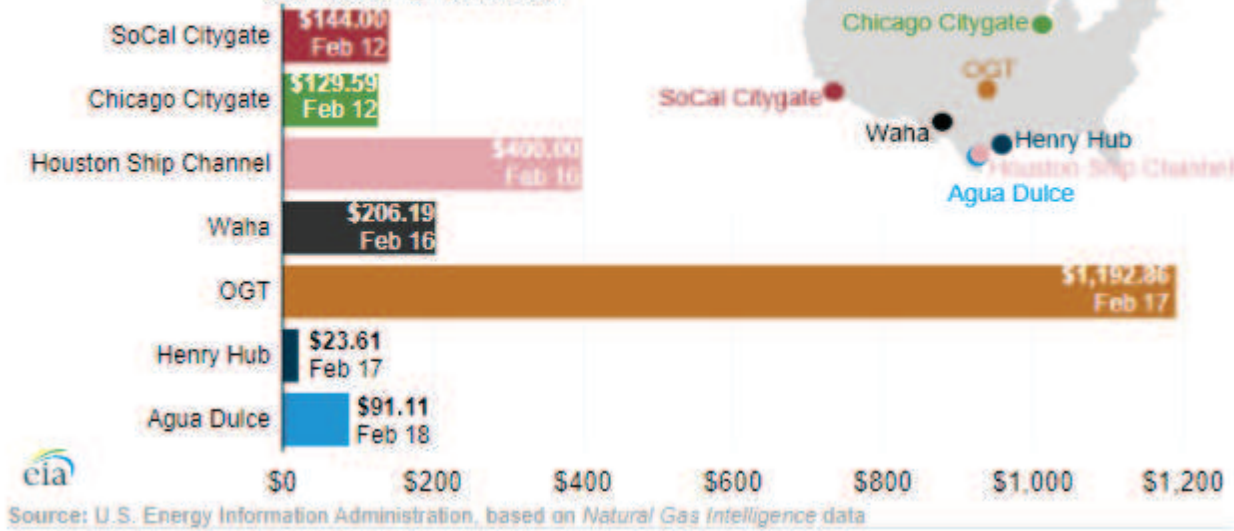 SoCal Citygate
$144.00
Feb 12
Chicago Citygate
$129.59
Feb 12
Houston Ship Channel
$400.00
Feb 16
Waha
$206.19
Feb 16
OGT
$1,192.86
Feb 17
Henry Hub
$23.61
Feb 17
Agua Dulce
$91.11
Feb 18
$0 $200 $400 $600 $800 $1,000 $1,200
Chicago Citygate
OGT
SoCal Citygate
Waha
Henry Hub
Houston Ship Channel
Agua Dulce
eia
Source: U.S. Energy Information Administration, based on Natural Gas Intelligence data